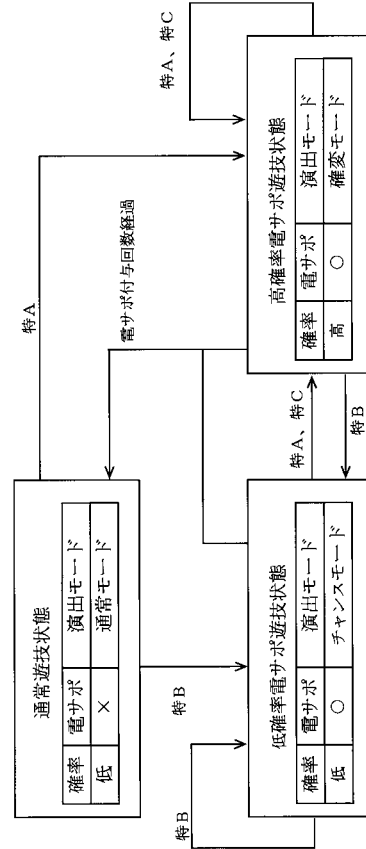 通常遊技状態
確率 電サポ 演出モード
低 × 通常モード
特A
電サポ付与回数経過
特B
特B
低確率電サポ遊技状態
確率 電サポ 演出モード
低 ○ チャンスモード
特A、特C
特B
高確率電サポ遊技状態
確率 電サポ 演出モード
高 ○ 確変モード
特A、特C